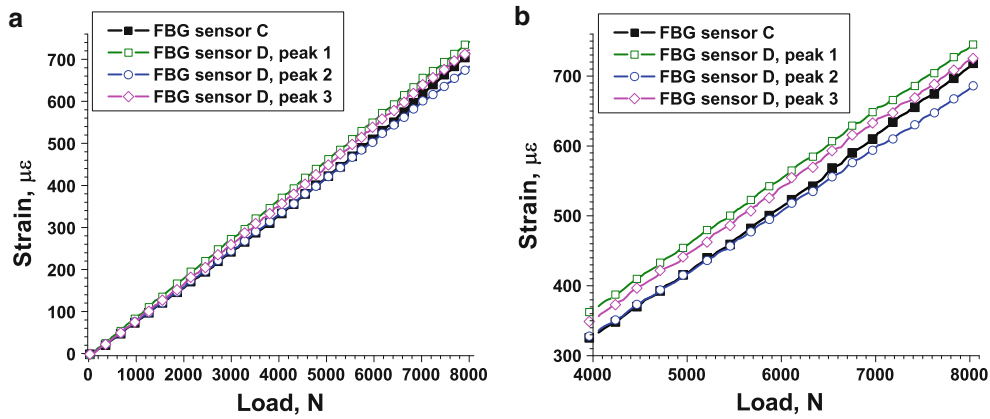 a
FBG sensor C
FBG sensor D, peak 1
FBG sensor D, peak 2
FBG sensor D, peak 3
700
600
500
400
300
200
100
0
Strain, με
0 1000 2000 3000 4000 5000 6000 7000 8000
Load, N
b
FBG sensor C
FBG sensor D, peak 1
FBG sensor D, peak 2
FBG sensor D, peak 3
700
600
500
400
300
Strain, με
4000 5000 6000 7000 8000
Load, N